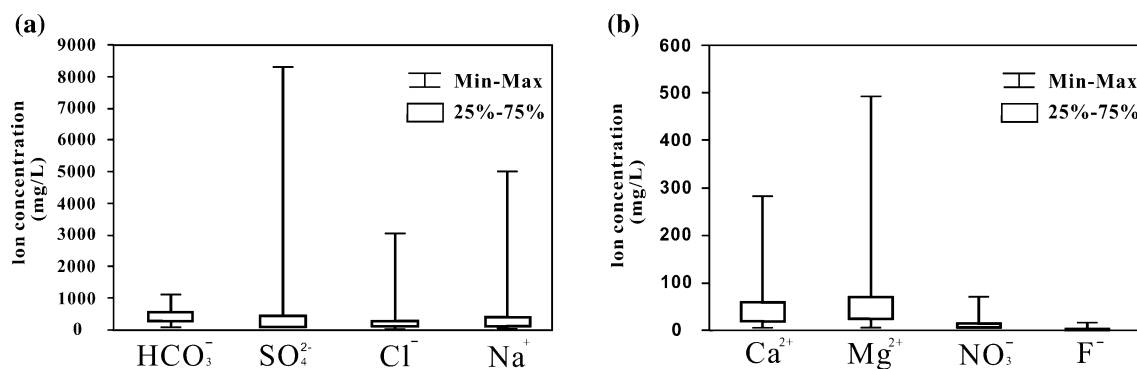 (a)
9000
8000
7000
6000
5000
4000
3000
2000
1000
0
Ion concentration
(mg/L)
Min-Max
25%-75%
HCO₃⁻ SO₄²⁻ Cl⁻ Na⁺
(b)
600
500
400
300
200
100
0
Ion concentration
(mg/L)
Min-Max
25%-75%
Ca²⁺ Mg²⁺ NO₃⁻ F⁻